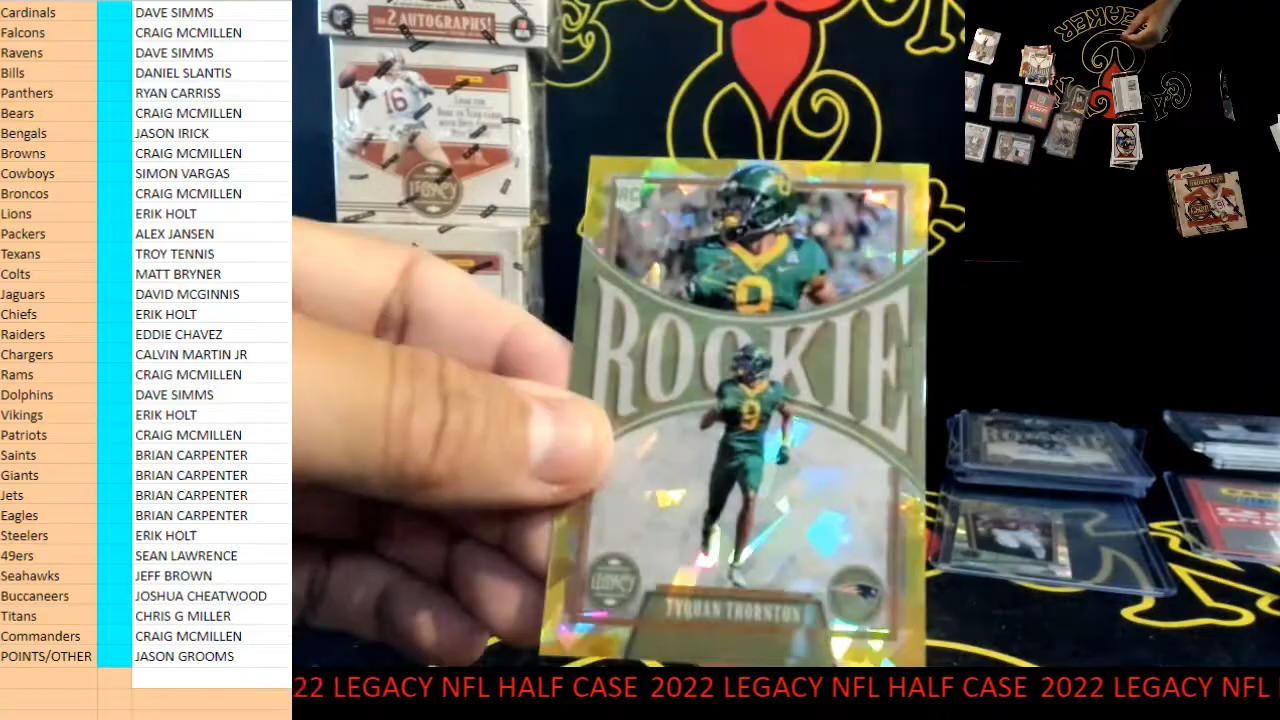 Cardinals DAVE SIMMS
Falcons CRAIG MCMILLEN
Ravens DAVE SIMMS
Bills DANIEL SLANTIS
Panthers RYAN CARRISS
Bears CRAIG MCMILLEN
Bengals JASON IRICK
Browns CRAIG MCMILLEN
Cowboys SIMON VARGAS
Broncos CRAIG MCMILLEN
Lions ERIK HOLT
Packers ALEX JANSEN
Texans TROY TENNIS
Colts MATT BRYNER
Jaguars DAVID MCGINNIS
Chiefs ERIK HOLT
Raiders EDDIE CHAVEZ
Chargers CALVIN MARTIN JR
Rams CRAIG MCMILLEN
Dolphins DAVE SIMMS
Vikings ERIK HOLT
Patriots CRAIG MCMILLEN
Saints BRIAN CARPENTER
Giants BRIAN CARPENTER
Jets BRIAN CARPENTER
Eagles BRIAN CARPENTER
Steelers ERIK HOLT
49ers SEAN LAWRENCE
Seahawks JEFF BROWN
Buccaneers JOSHUA CHEATWOOD
Titans CHRIS G MILLER
Commanders CRAIG MCMILLEN
POINTS/OTHER JASON GROOMS
2 AUTOGRAPHS!
16
LEGACY
RC
9
ROOKIE
9
LEGACY
TYQUAN THORNTON
BREAKER
22 LEGACY NFL HALF CASE 2022 LEGACY NFL HALF CASE 2022 LEGACY NFL